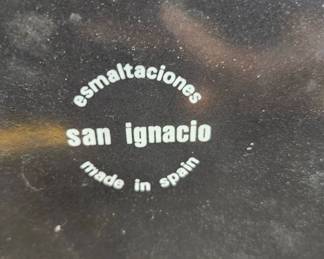 esmaltaciones
san ignacio
made in spain